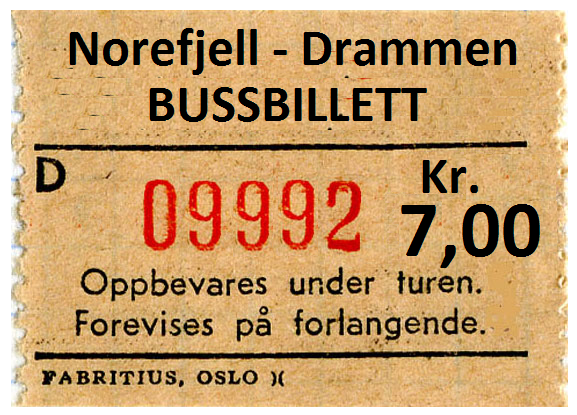 Norefjell - Drammen
BUSSBILLETT
D
09992
Kr.
7,00
Oppbevares under turen.
Forevises på forlangende.
FABRITIUS, OSLO )(